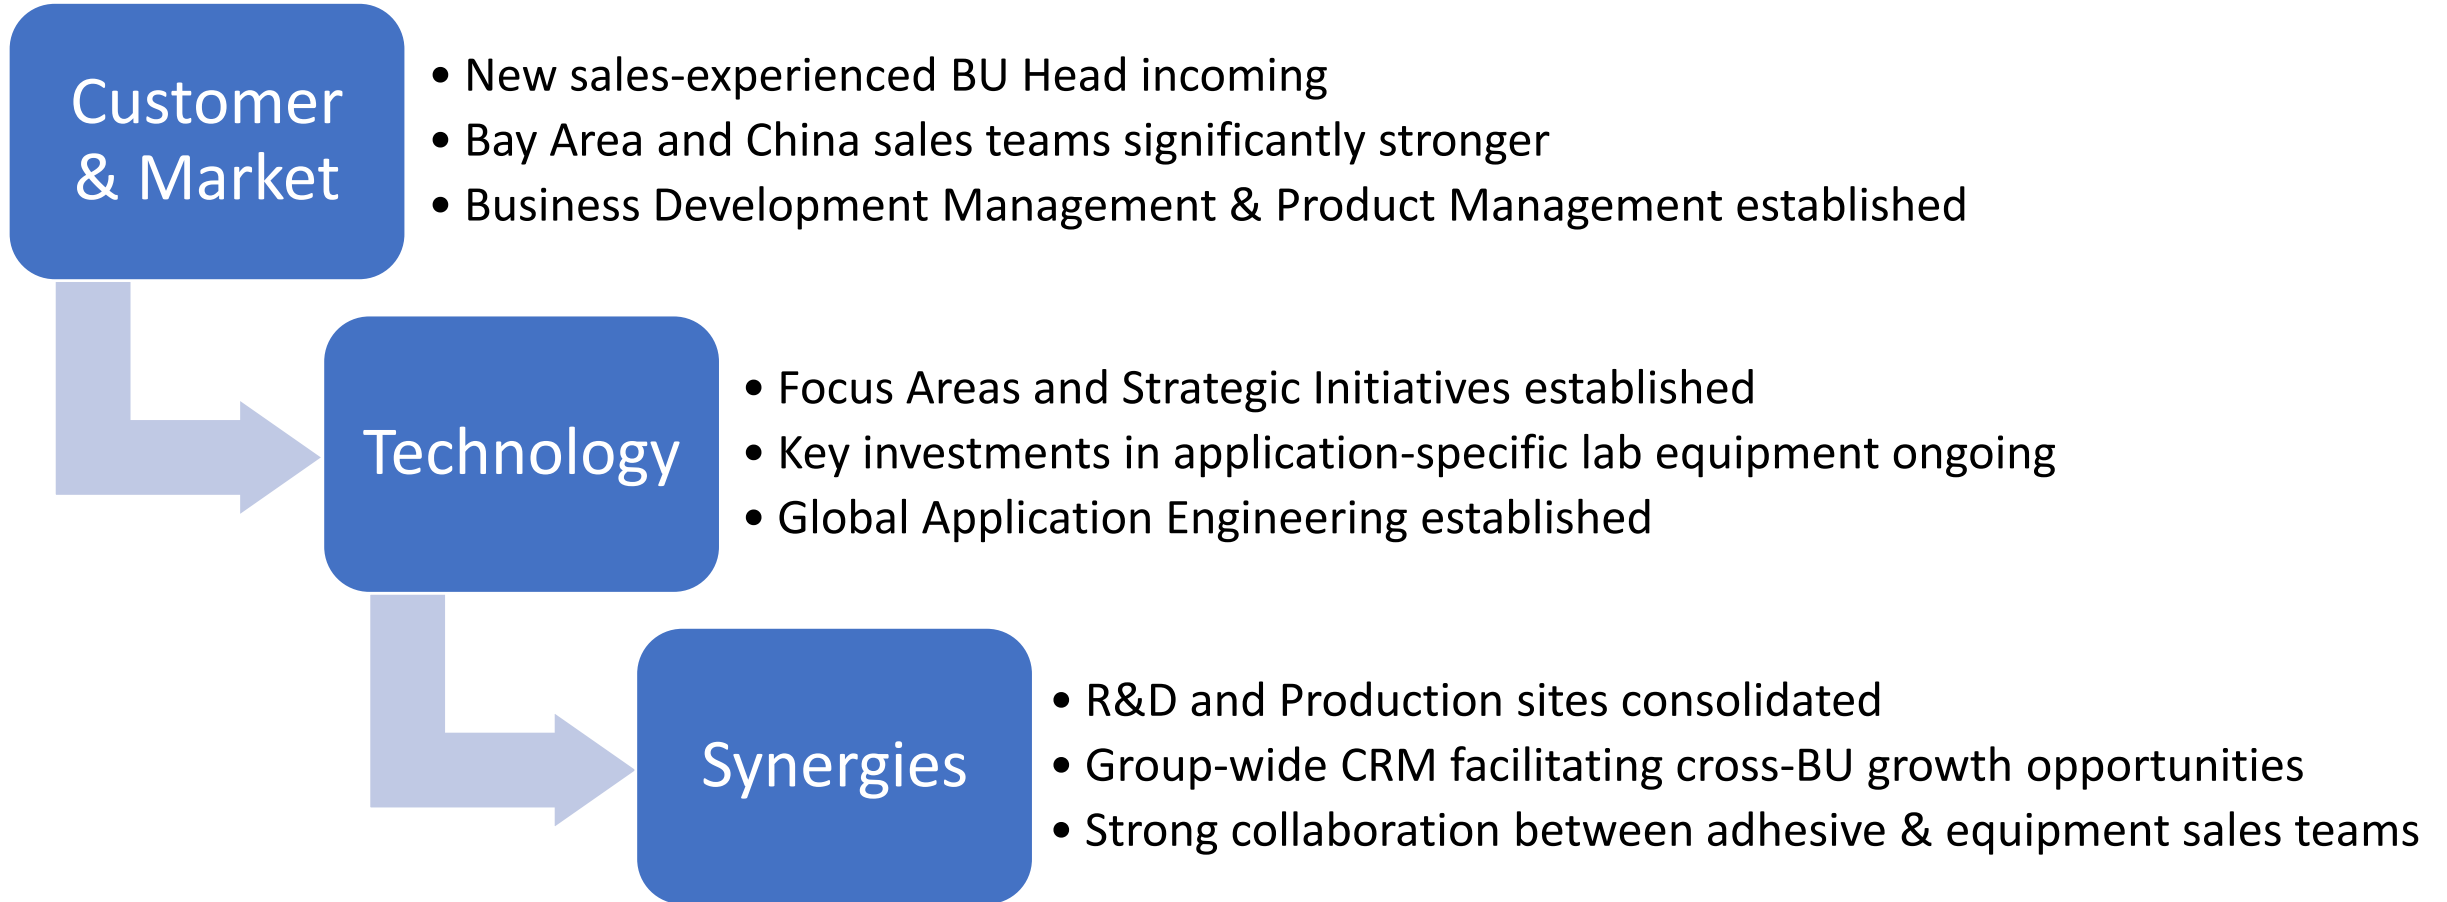 Customer
& Market
• New sales-experienced BU Head incoming
• Bay Area and China sales teams significantly stronger
• Business Development Management & Product Management established
Technology
• Focus Areas and Strategic Initiatives established
• Key investments in application-specific lab equipment ongoing
• Global Application Engineering established
Synergies
• R&D and Production sites consolidated
• Group-wide CRM facilitating cross-BU growth opportunities
• Strong collaboration between adhesive & equipment sales teams